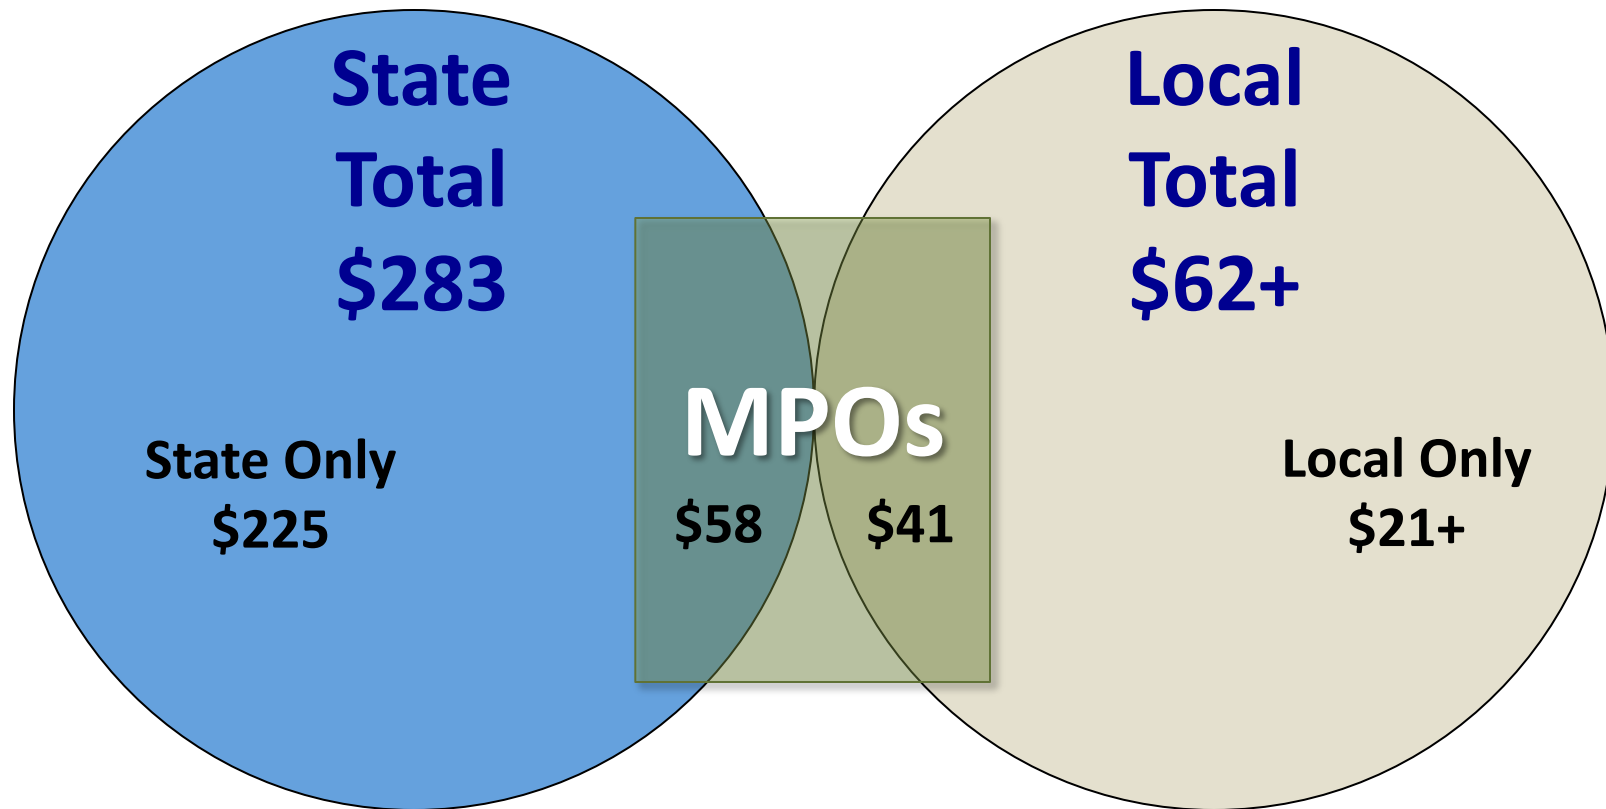 State
Total
$283
State Only
$225
MPOs
$58
$41
Local
Total
$62+
Local Only
$21+